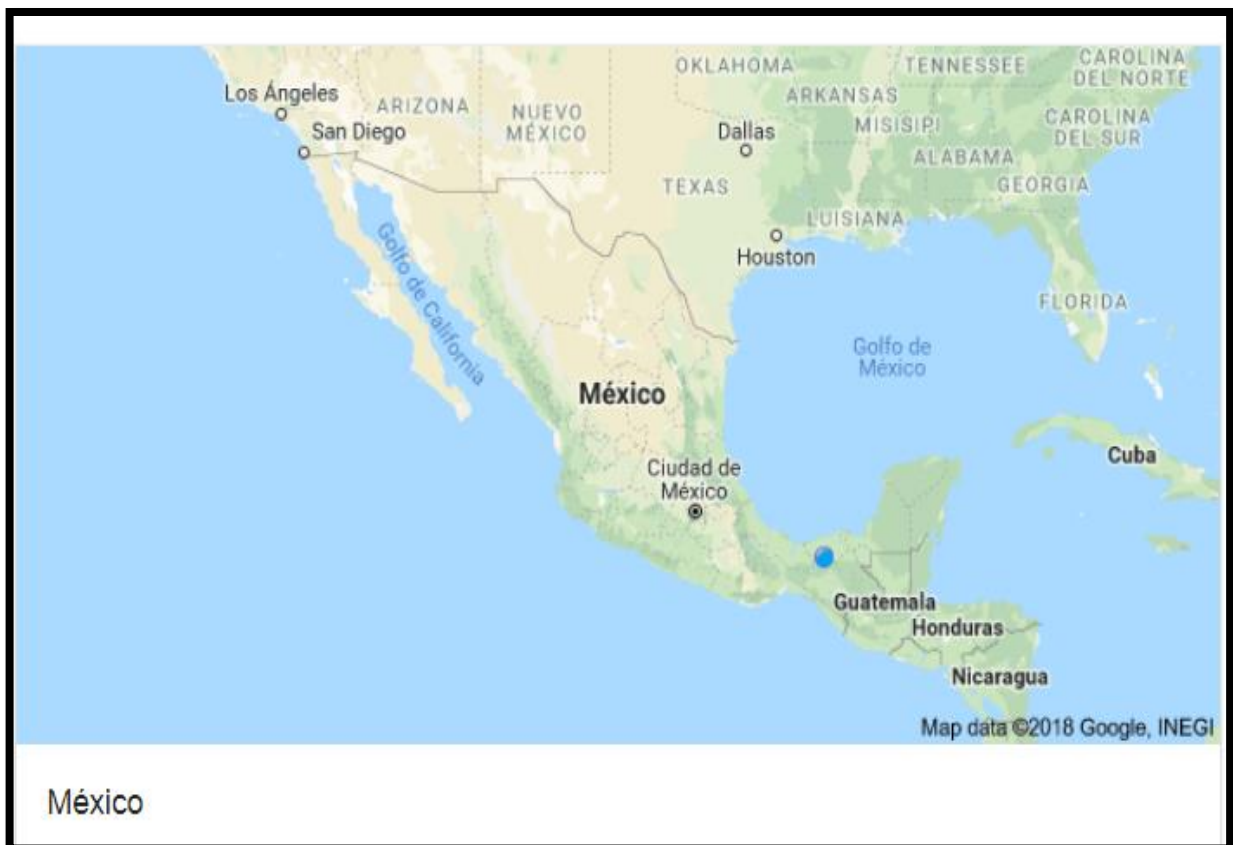 OKLAHOMA
TENNESSEE
CAROLINA
DEL NORTE
Los Ángeles
ARIZONA
NUEVO
MÉXICO
ARKANSAS
San Diego
Dallas
MISISIPI
CAROLINA
DEL SUR
ALABAMA
TEXAS
GEORGIA
LUISIANA
Houston
Golfo de California
FLORIDA
Golfo de
México
México
Cuba
Ciudad de
México
Guatemala
Honduras
Nicaragua
Map data ©2018 Google, INEGI
México